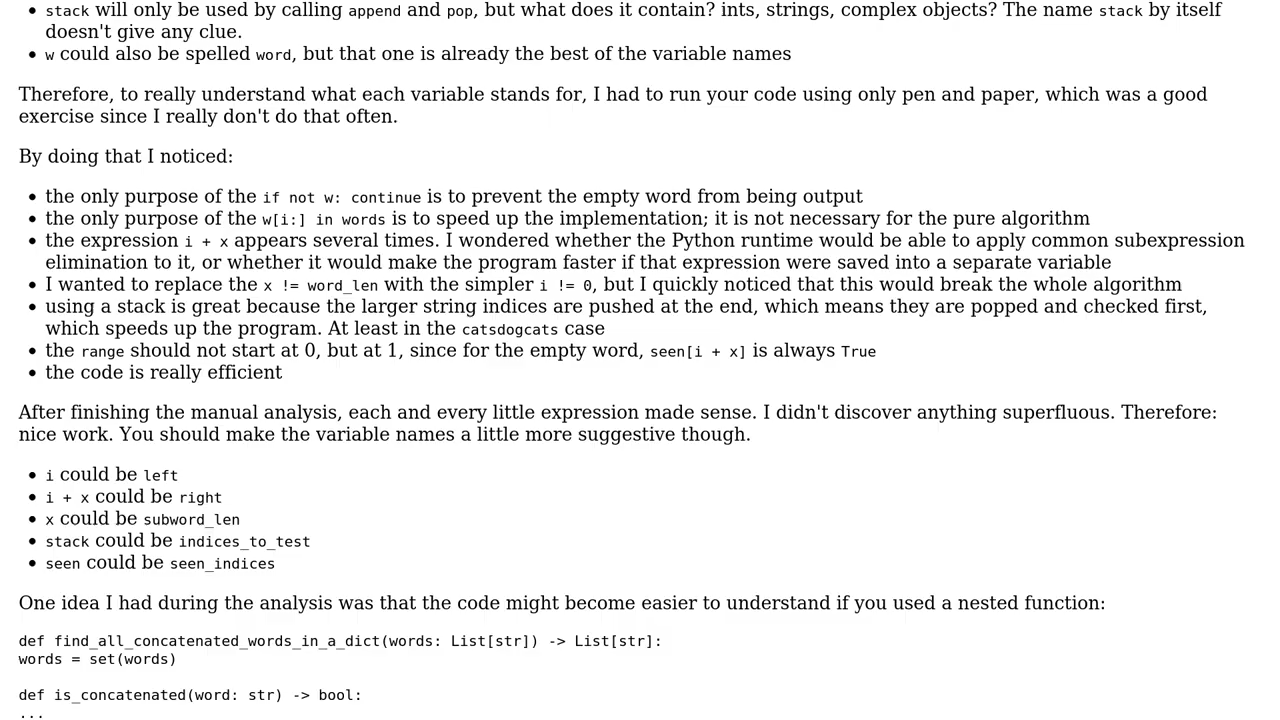 • stack will only be used by calling append and pop, but what does it contain? ints, strings, complex objects? The name stack by itself
doesn't give any clue.
• w could also be spelled word, but that one is already the best of the variable names
Therefore, to really understand what each variable stands for, I had to run your code using only pen and paper, which was a good
exercise since I really don't do that often.
By doing that I noticed:
• the only purpose of the if not w: continue is to prevent the empty word from being output
• the only purpose of the w[i:] in words is to speed up the implementation; it is not necessary for the pure algorithm
• the expression i + x appears several times. I wondered whether the Python runtime would be able to apply common subexpression
elimination to it, or whether it would make the program faster if that expression were saved into a separate variable
• I wanted to replace the x != word_len with the simpler i != 0, but I quickly noticed that this would break the whole algorithm
• using a stack is great because the larger string indices are pushed at the end, which means they are popped and checked first,
which speeds up the program. At least in the catsdogcats case
• the range should not start at 0, but at 1, since for the empty word, seen[i + x] is always True
• the code is really efficient
After finishing the manual analysis, each and every little expression made sense. I didn't discover anything superfluous. Therefore:
nice work. You should make the variable names a little more suggestive though.
• i could be left
• i + x could be right
• x could be subword_len
• stack could be indices_to_test
• seen could be seen_indices
One idea I had during the analysis was that the code might become easier to understand if you used a nested function:
def find_all_concatenated_words_in_a_dict(words: List[str]) -> List[str]:
words = set(words)
def is_concatenated(word: str) -> bool:
...